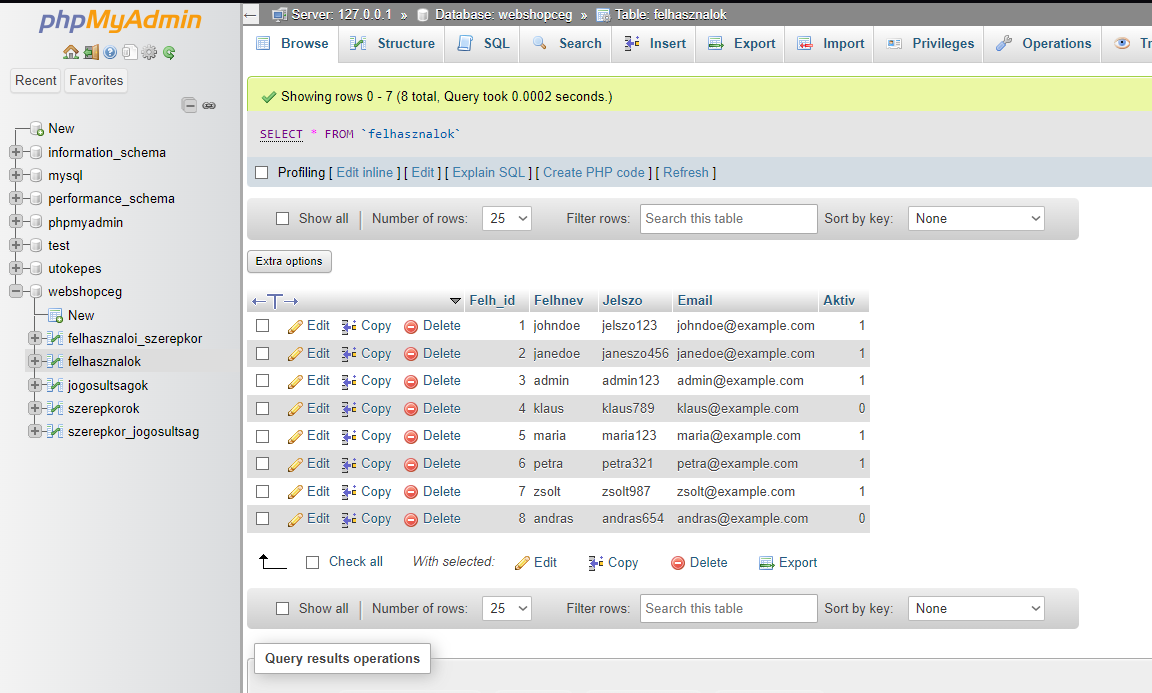 phpMyAdmin
Recent Favorites
New
information_schema
mysql
performance_schema
phpmyadmin
test
utokepes
webshopceg
New
felhasznaloi_szerepkor
felhasznalok
jogosultsagok
szerepkorok
szerepkor_jogosultsag
Server: 127.0.0.1 » Database: webshopceg » Table: felhasznalok
Browse Structure SQL Search Insert Export Import Privileges Operations Tr
Showing rows 0 - 7 (8 total, Query took 0.0002 seconds.)
SELECT * FROM `felhasznalok`
Profiling [ Edit inline ] [ Edit ] [ Explain SQL ] [ Create PHP code ] [ Refresh ]
Show all Number of rows: 25 Filter rows: Search this table Sort by key: None
Extra options
←T→ Felh_id Felhnev Jelszo Email Aktiv
Edit Copy Delete 1 johndoe jelszo123 johndoe@example.com 1
Edit Copy Delete 2 janedoe janeszo456 janedoe@example.com 1
Edit Copy Delete 3 admin admin123 admin@example.com 1
Edit Copy Delete 4 klaus klaus789 klaus@example.com 0
Edit Copy Delete 5 maria maria123 maria@example.com 1
Edit Copy Delete 6 petra petra321 petra@example.com 1
Edit Copy Delete 7 zsolt zsolt987 zsolt@example.com 1
Edit Copy Delete 8 andras andras654 andras@example.com 0
Check all With selected: Edit Copy Delete Export
Show all Number of rows: 25 Filter rows: Search this table Sort by key: None
Query results operations